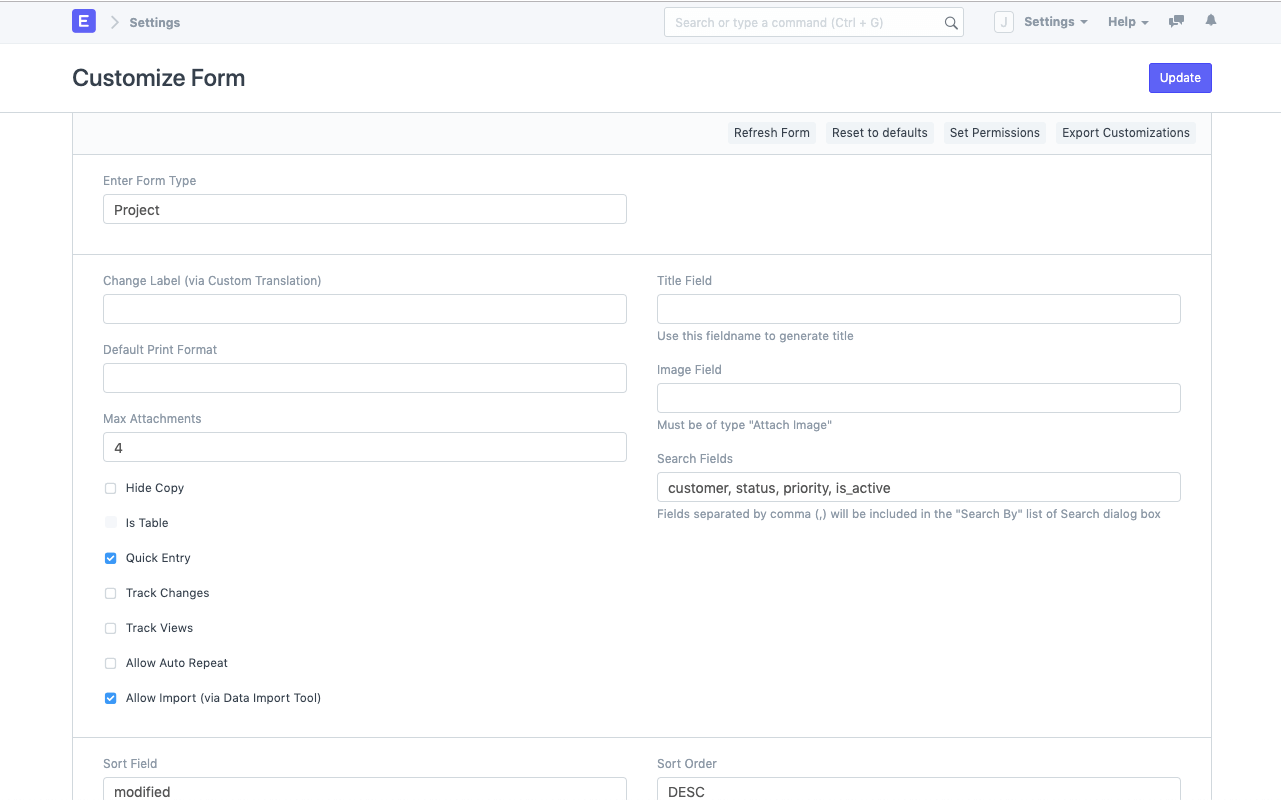 E Settings Search or type a command (Ctrl + G) J Settings Help
Customize Form Update
Refresh Form Reset to defaults Set Permissions Export Customizations
Enter Form Type
Project
Change Label (via Custom Translation)
Default Print Format
Max Attachments
4
Hide Copy
Is Table
Quick Entry
Track Changes
Track Views
Allow Auto Repeat
Allow Import (via Data Import Tool)
Title Field
Use this fieldname to generate title
Image Field
Must be of type "Attach Image"
Search Fields
customer, status, priority, is_active
Fields separated by comma (,) will be included in the "Search By" list of Search dialog box
Sort Field
modified
Sort Order
DESC